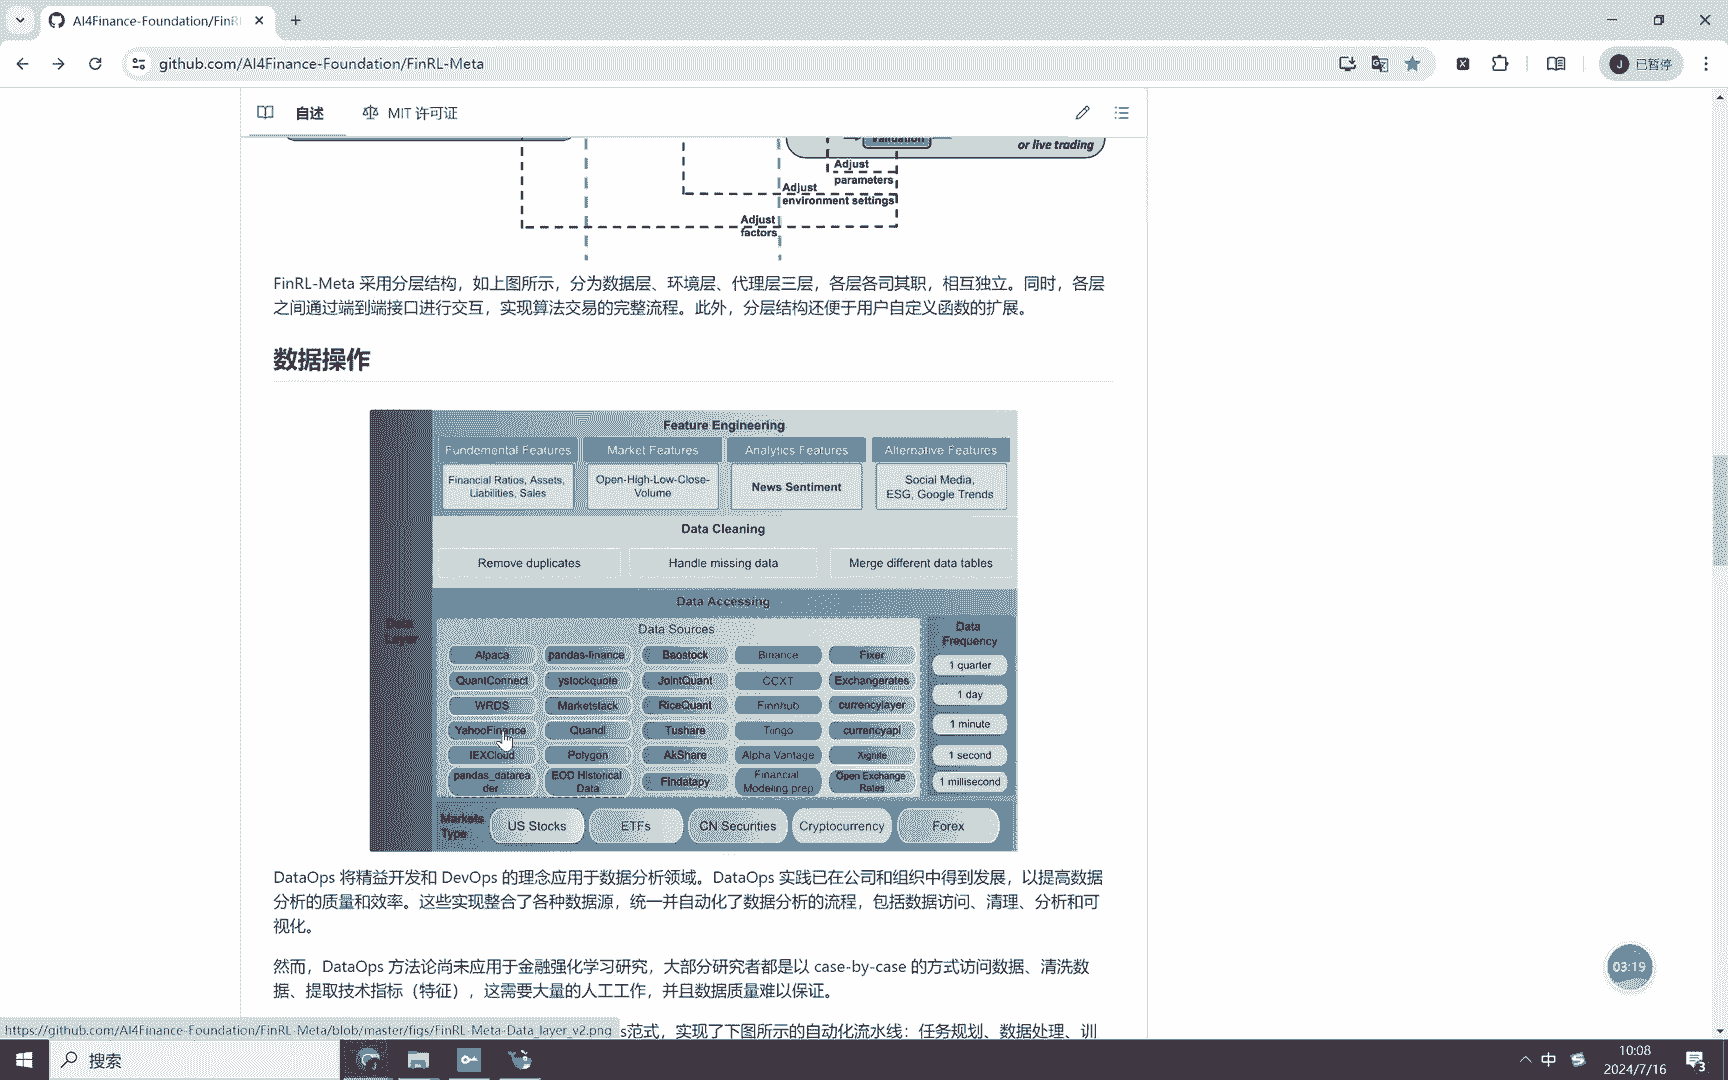 AI4Finance-Foundation/FinR
github.com/AI4Finance-Foundation/FinRL-Meta
J 已暂停
自述
MIT 许可证
validation
or live trading
Adjust
parameters
Adjust
environment settings
Adjust
factors
FinRL-Meta 采用分层结构，如上图所示，分为数据层、环境层、代理层三层，各层各司其职，相互独立。同时，各层
之间通过端到端接口进行交互，实现算法交易的完整流程。此外，分层结构还便于用户自定义函数的扩展。
数据操作
Feature Engineering
Fundemental Features Market Features Analytics Features Alternative Features
Financial Ratios, Assets,
Liabilities, Sales
Open-High-Low-Close-
Volume
News Sentiment
Social Media,
ESG, Google Trends
Data Cleaning
Remove duplicates Handle missing data Merge different data tables
Data Accessing
Data
Layer
Data Sources
Data
Frequency
Alpaca pandas-finance Baostock Binance Fixer
1 quarter
QuantConnect ystockquote JointQuant CCXT Exchangerates
1 day
WRDS Marketstack RiceQuant Finnhub currencylayer
1 minute
YahooFinance Quandl Tushare Tiingo currencyapi
1 second
IEXCloud Polygon AkShare Alpha Vantage Xignite
1 millisecond
pandas_datarea
der
EOD Historical
Data
Findatapy
Financial
Modeling prep
Open Exchange
Rates
Markets
Type
US Stocks ETFs CN Securities Cryptocurrency Forex
DataOps 将精益开发和 DevOps 的理念应用于数据分析领域。DataOps 实践已在公司和组织中得到发展，以提高数据
分析的质量和效率。这些实现整合了各种数据源，统一并自动化了数据分析的流程，包括数据访问、清理、分析和可
视化。
然而，DataOps 方法论尚未应用于金融强化学习研究，大部分研究者都是以 case-by-case 的方式访问数据、清洗数
据、提取技术指标（特征），这需要大量的人工工作，并且数据质量难以保证。
s范式，实现了下图所示的自动化流水线：任务规划、数据处理、训
03:19
https://github.com/AI4Finance-Foundation/FinRL-Meta/blob/master/figs/FinRL-Meta-Data_layer_v2.png
搜索
中
10:08
2024/7/16
3